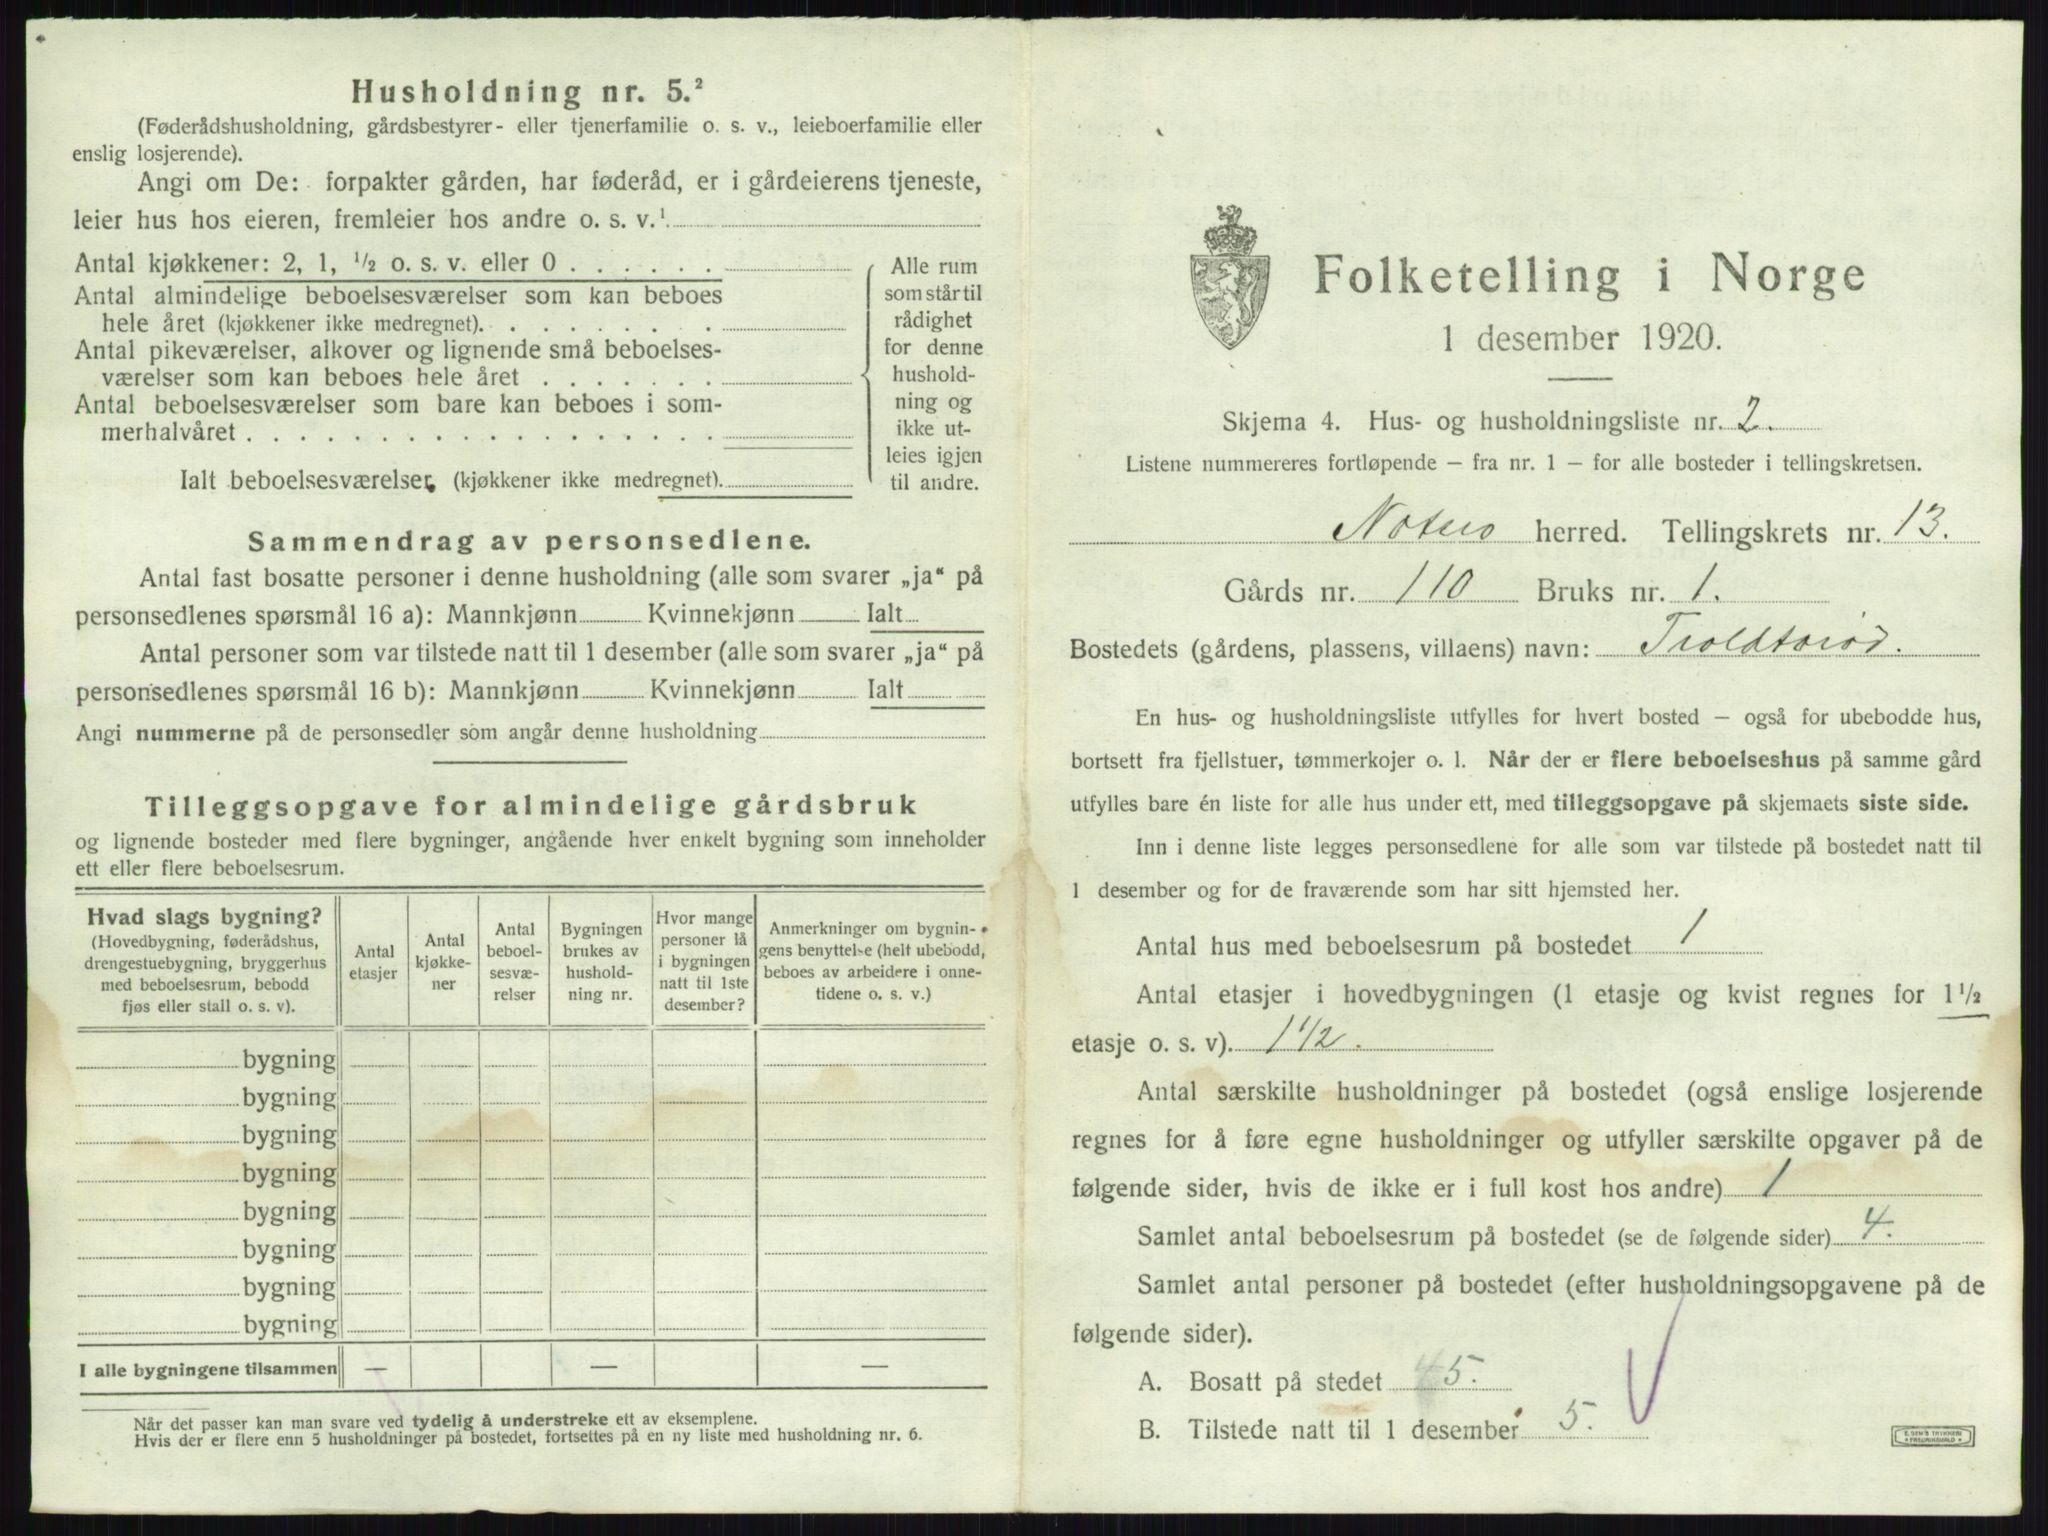 Husholdning nr. 5.²
(Føderådshusholdning, gårdsbestyrer- eller tjenerfamilie o. s. v., leieboerfamilie eller
enslig losjerende).
Angi om De: forpakter gården, har føderåd, er i gårdeierens tjeneste,
leier hus hos eieren, fremleier hos andre o. s. v.¹
Antal kjøkkener: 2, 1, ½ o. s. v. eller 0 . . . . . .
Antal almindelige beboelsesværelser som kan beboes
hele året (kjøkkener ikke medregnet). . . . . . . .
Antal pikeværelser, alkover og lignende små beboelses-
værelser som kan beboes hele året . . . . . . .
Antal beboelsesværelser som bare kan beboes i som-
merhalvåret . . . . . . . . . . . . . . . . . .
Ialt beboelsesværelser. (kjøkkener ikke medregnet).
Alle rum
som står til
rådighet
for denne
hushold-
ning og
ikke ut-
leies igjen
til andre.
Sammendrag av personsedlene.
Antal fast bosatte personer i denne husholdning (alle som svarer „ja“ på
personsedlenes spørsmål 16 a): Mannkjønn Kvinnekjønn Ialt
Antal personer som var tilstede natt til 1 desember (alle som svarer „ja“ på
personsedlenes spørsmål 16 b): Mannkjønn Kvinnekjønn Ialt
Angi nummerne på de personsedler som angår denne husholdning
Tilleggsopgave for almindelige gårdsbruk
og lignende bosteder med flere bygninger, angående hver enkelt bygning som inneholder
ett eller flere beboelsesrum.
Hvad slags bygning?
(Hovedbygning, føderådshus,
drengestuebygning, bryggerhus
med beboelsesrum, bebodd
fjøs eller stall o. s. v).
Antal
etasjer
Antal
kjøkke-
ner
Antal
beboel-
sesvæ-
relser
Bygningen
brukes av
hushold-
ning nr.
Hvor mange
personer lå
i bygningen
natt til 1ste
desember?
Anmerkninger om bygnin-
gens benyttelse (helt ubebodd,
beboes av arbeidere i onne-
tidene o. s. v.)
bygning
bygning
bygning
bygning
bygning
bygning
bygning
bygning
I alle bygningene tilsammen — — —
Når det passer kan man svare ved tydelig å understreke ett av eksemplene.
Hvis der er flere enn 5 husholdninger på bostedet, fortsettes på en ny liste med husholdning nr. 6.
Folketelling i Norge
1 desember 1920.
Skjema 4. Hus- og husholdningsliste nr. 2.
Listene nummereres fortløpende – fra nr. 1 – for alle bosteder i tellingskretsen.
Nøtterø herred. Tellingskrets nr. 13.
Gårds nr. 110 Bruks nr. 1.
Bostedets (gårdens, plassens, villaens) navn: Troldtorød.
En hus- og husholdningsliste utfylles for hvert bosted – også for ubebodde hus,
bortsett fra fjellstuer, tømmerkojer o. l. Når der er flere beboelseshus på samme gård
utfylles bare én liste for alle hus under ett, med tilleggsopgave på skjemaets siste side.
Inn i denne liste legges personsedlene for alle som var tilstede på bostedet natt til
1 desember og for de fraværende som har sitt hjemsted her.
Antal hus med beboelsesrum på bostedet 1
Antal etasjer i hovedbygningen (1 etasje og kvist regnes for 1½
etasje o. s. v). 1½.
Antal særskilte husholdninger på bostedet (også enslige losjerende
regnes for å føre egne husholdninger og utfyller særskilte opgaver på de
følgende sider, hvis de ikke er i full kost hos andre) 1
Samlet antal beboelsesrum på bostedet (se de følgende sider) 4.
Samlet antal personer på bostedet (efter husholdningsopgavene på de
følgende sider).
A. Bosatt på stedet 5.
B. Tilstede natt til 1 desember 5.